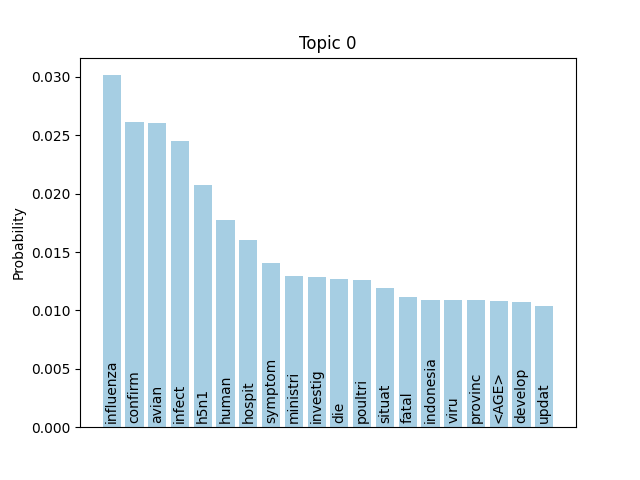 Topic 0
Probability
0.030
0.025
0.020
0.015
0.010
0.005
0.000
influenza
confirm
avian
infect
h5n1
human
hospit
symptom
ministri
investig
die
poultri
situat
fatal
indonesia
viru
provinc
<AGE>
develop
updat